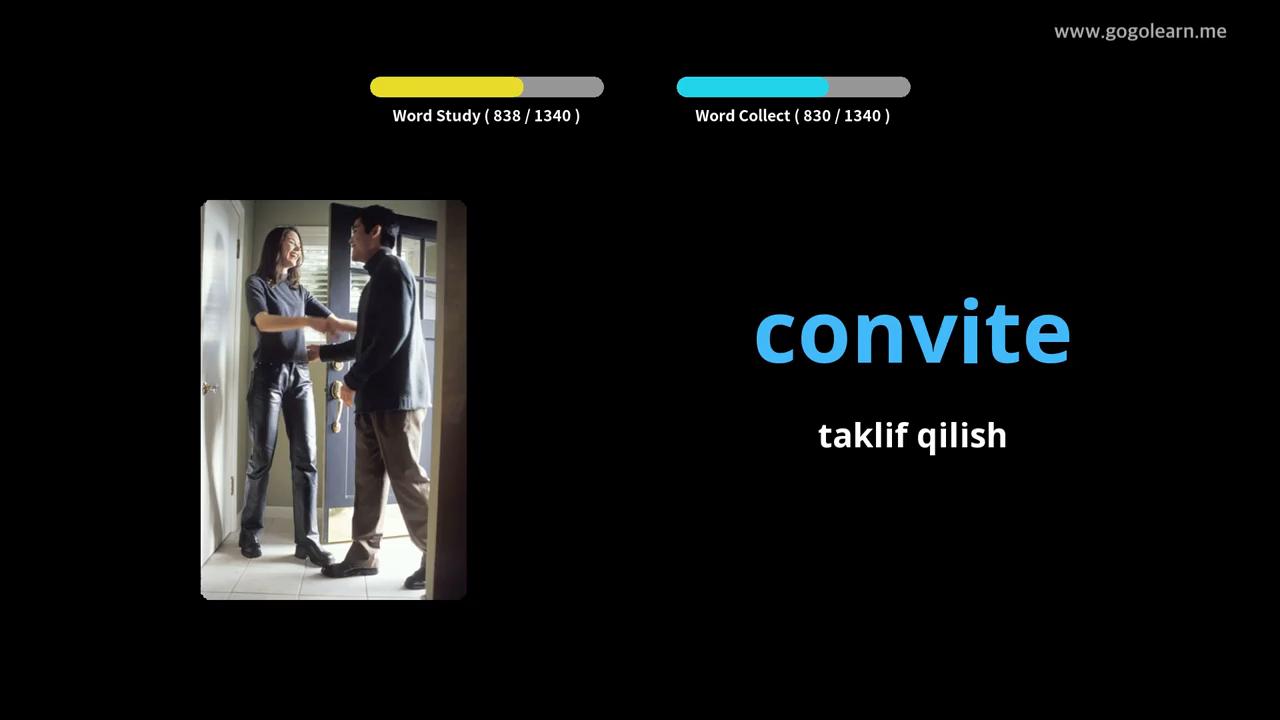 www.gogolearn.me
Word Study ( 838 / 1340 )
Word Collect ( 830 / 1340 )
convite
taklif qilish